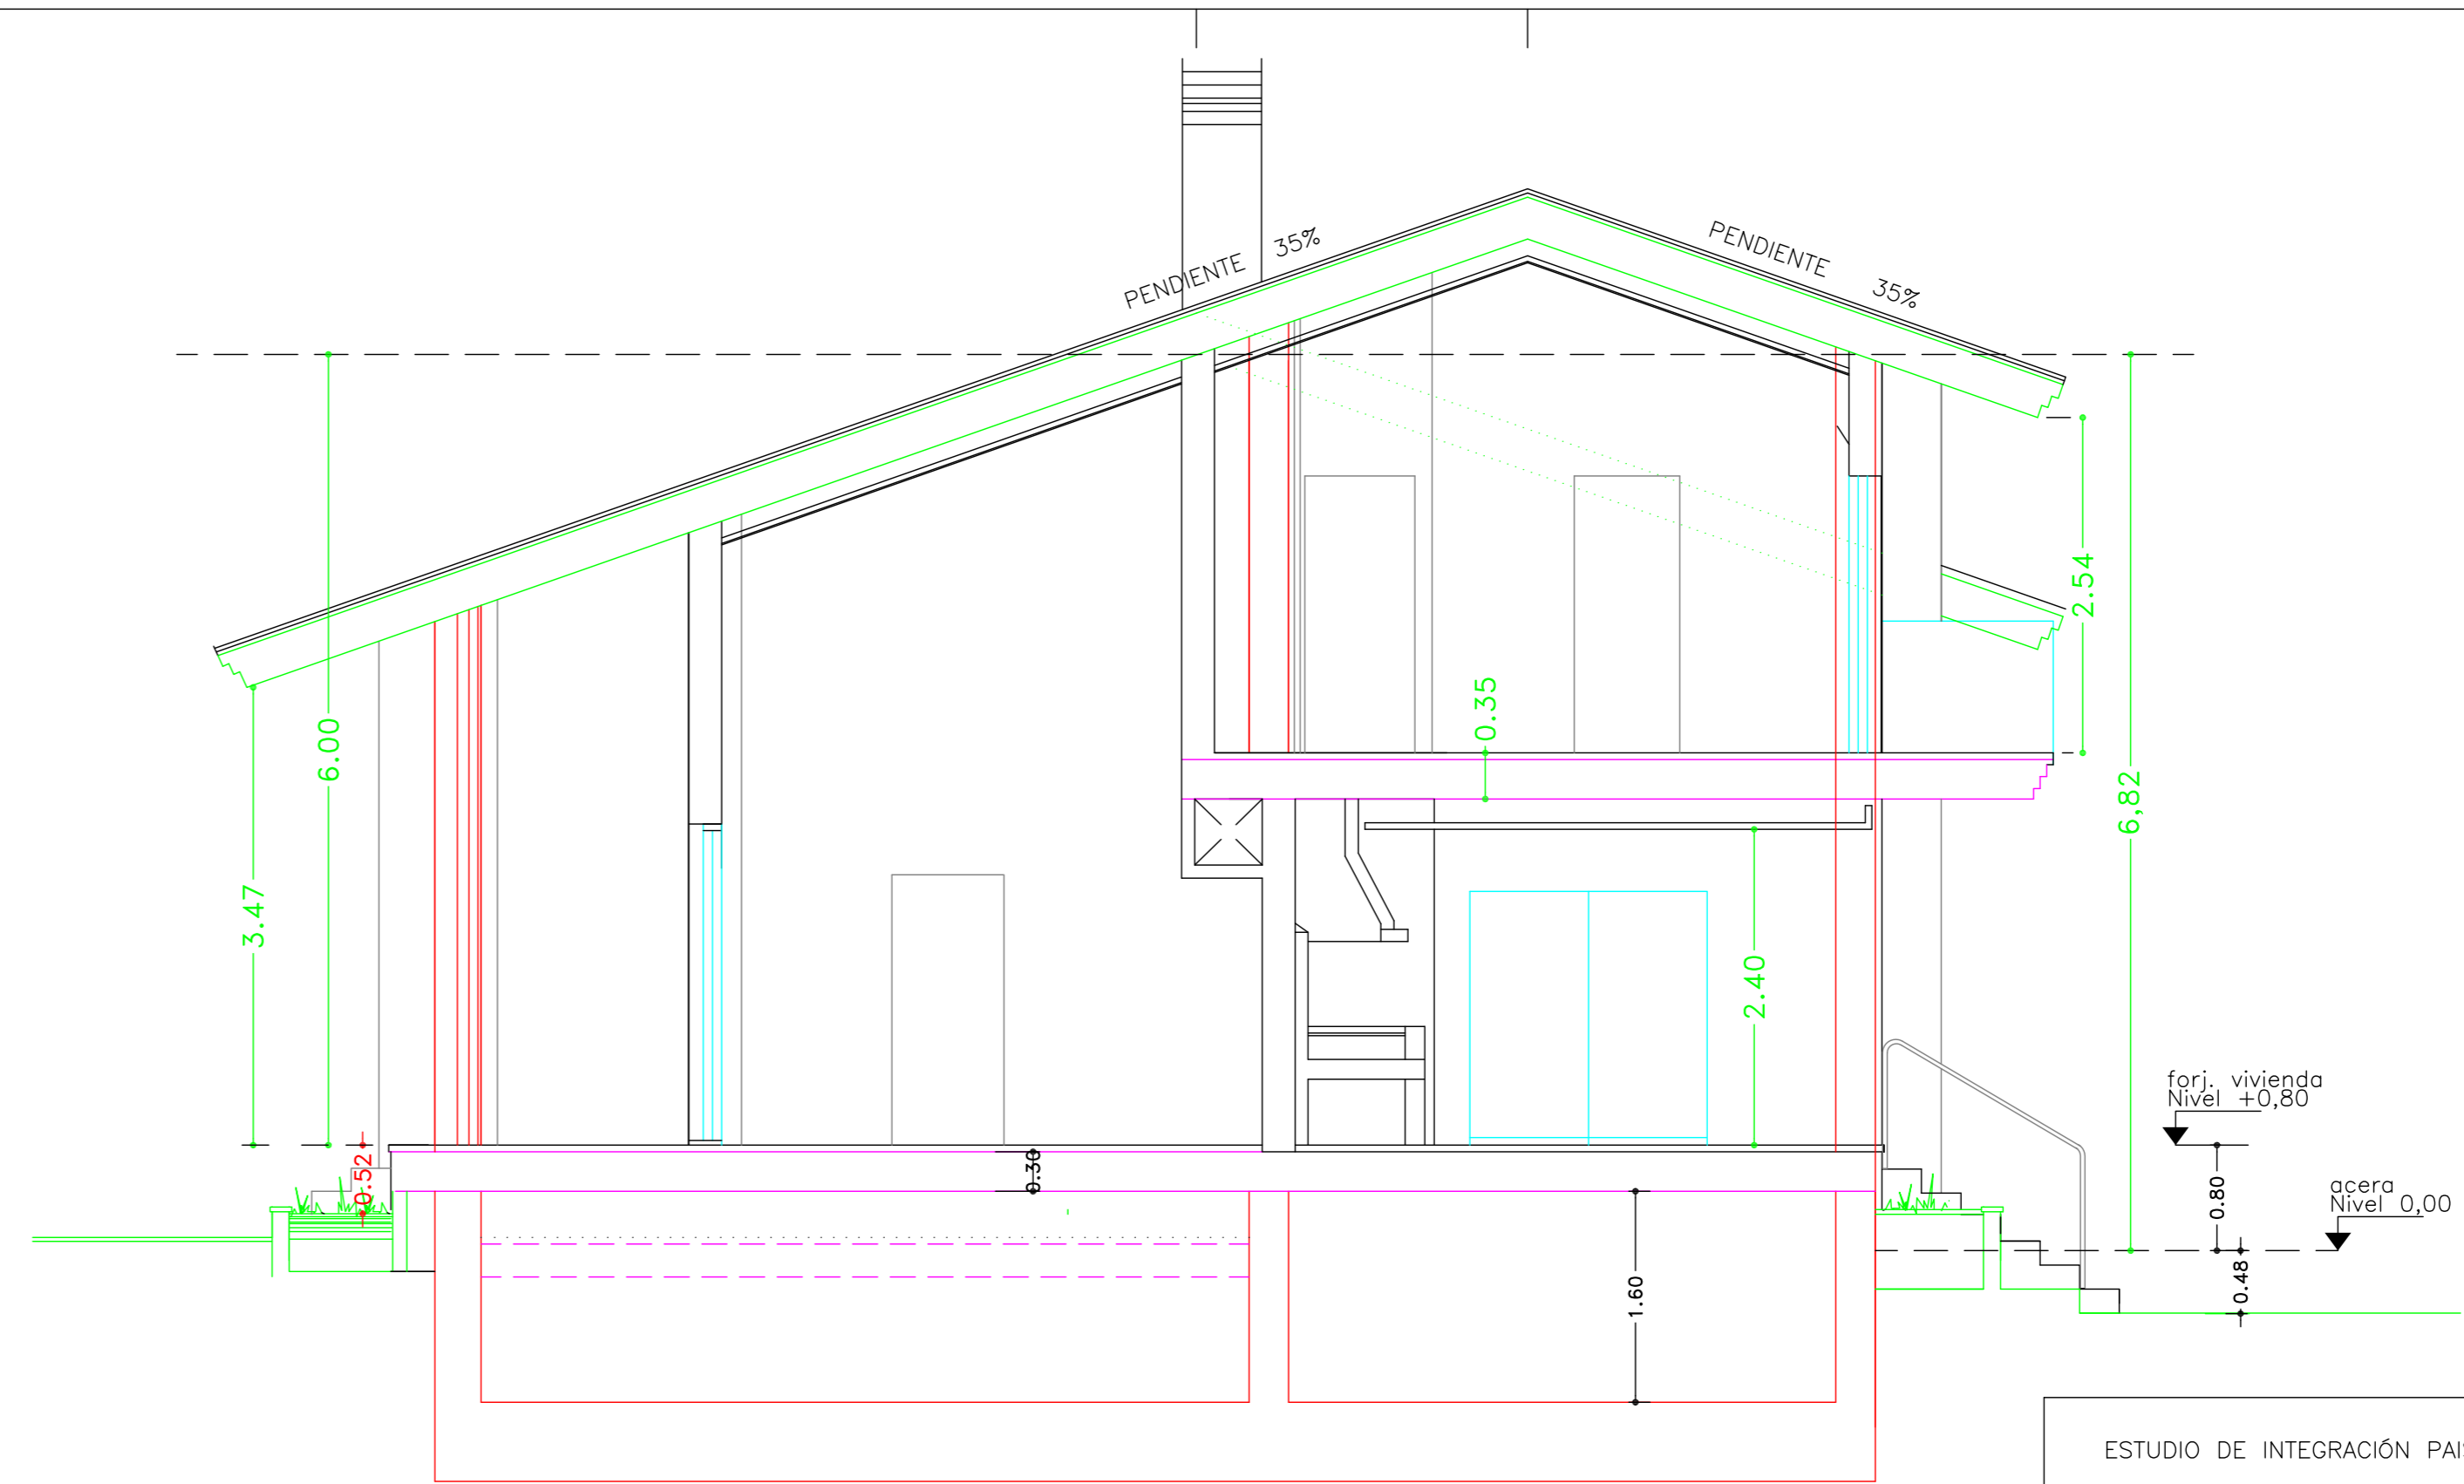 PENDIENTE 35%
PENDIENTE 35%
2.54
0.35
6.00
6,82
3.47
2.40
forj. vivienda
Nivel +0,80
0.52
0.30
0.80
acera
Nivel 0,00
0.48
1.60
ESTUDIO DE INTEGRACIÓN